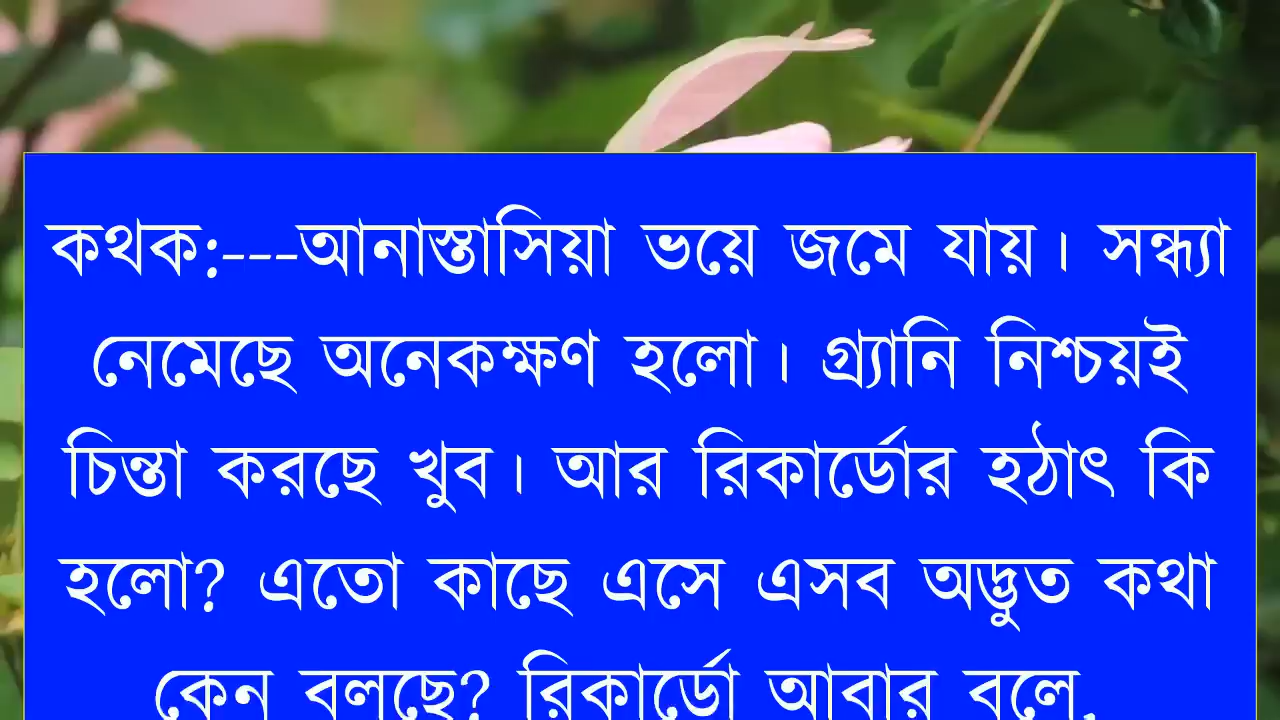 কথক:---আনাস্তাসিয়া ভয়ে জমে যায়। সন্ধ্যা
নেমেছে অনেকক্ষণ হলো। গ্র্যানি নিশ্চয়ই
চিন্তা করছে খুব। আর রিকার্ডোর হঠাৎ কি
হলো? এতো কাছে এসে এসব অদ্ভুত কথা
কেন বলছে? রিকার্ডো আবার বলে,